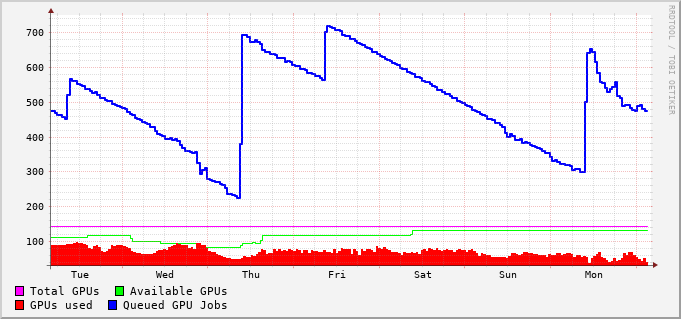 700
600
500
400
300
200
100
Tue Wed Thu Fri Sat Sun Mon
Total GPUs Available GPUs
GPUs used Queued GPU Jobs
RRDTOOL / TOBI OETIKER